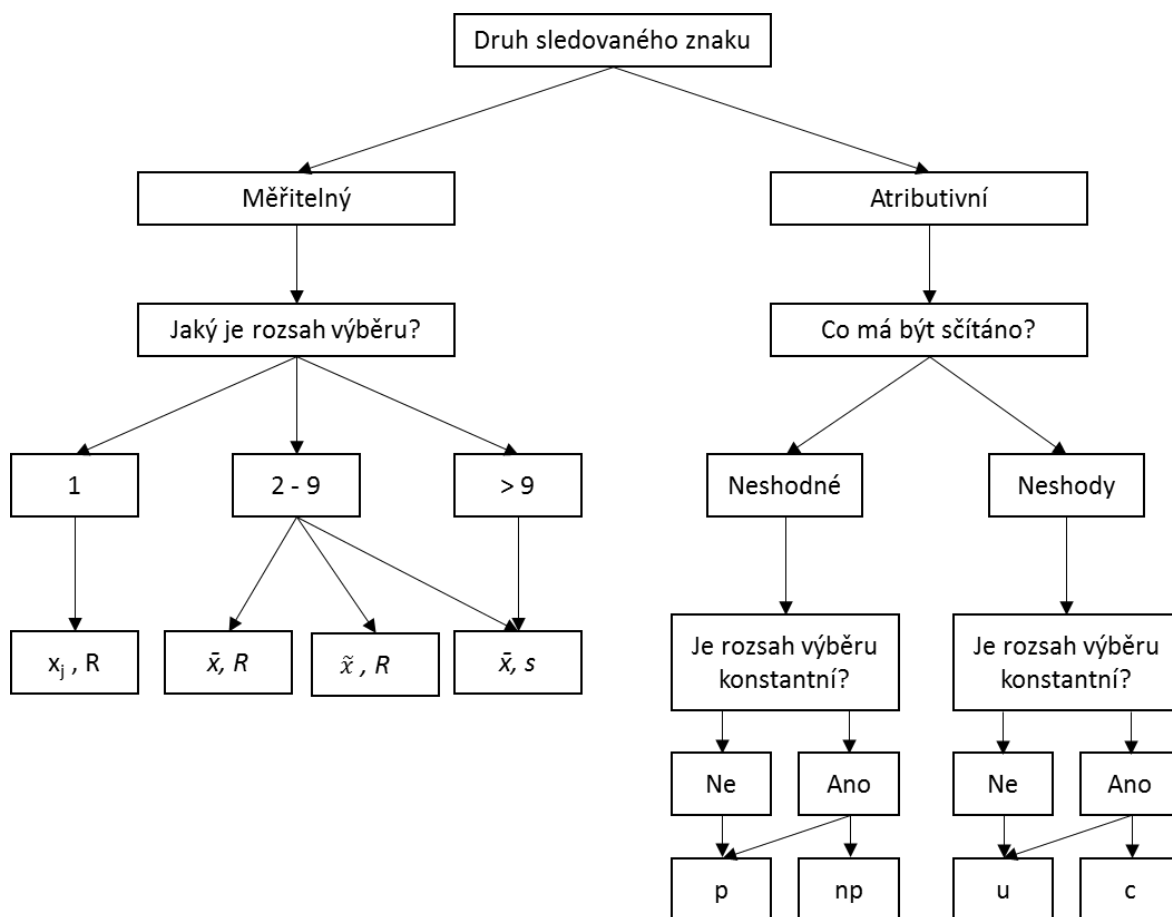 Druh sledovaného znaku
Měřitelný
Atributivní
Jaký je rozsah výběru?
Co má být sčítáno?
1
2 - 9
> 9
Neshodné
Neshody
xⱼ , R
x̄, R
x̃ , R
x̄, s
Je rozsah výběru
konstantní?
Je rozsah výběru
konstantní?
Ne
Ano
Ne
Ano
p
np
u
c